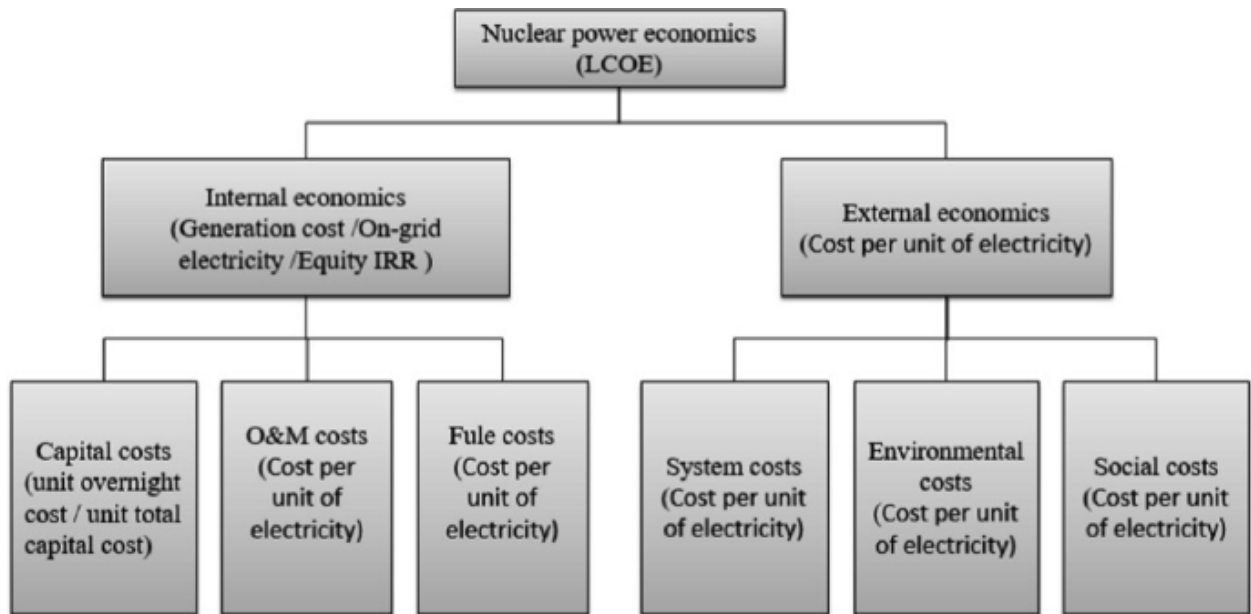 Nuclear power economics
(LCOE)
Internal economics
(Generation cost /On-grid
electricity /Equity IRR )
External economics
(Cost per unit of electricity)
Capital costs
(unit overnight
cost / unit total
capital cost)
O&M costs
(Cost per
unit of
electricity)
Fule costs
(Cost per
unit of
electricity)
System costs
(Cost per unit
of electricity)
Environmental
costs
(Cost per unit
of electricity)
Social costs
(Cost per unit
of electricity)